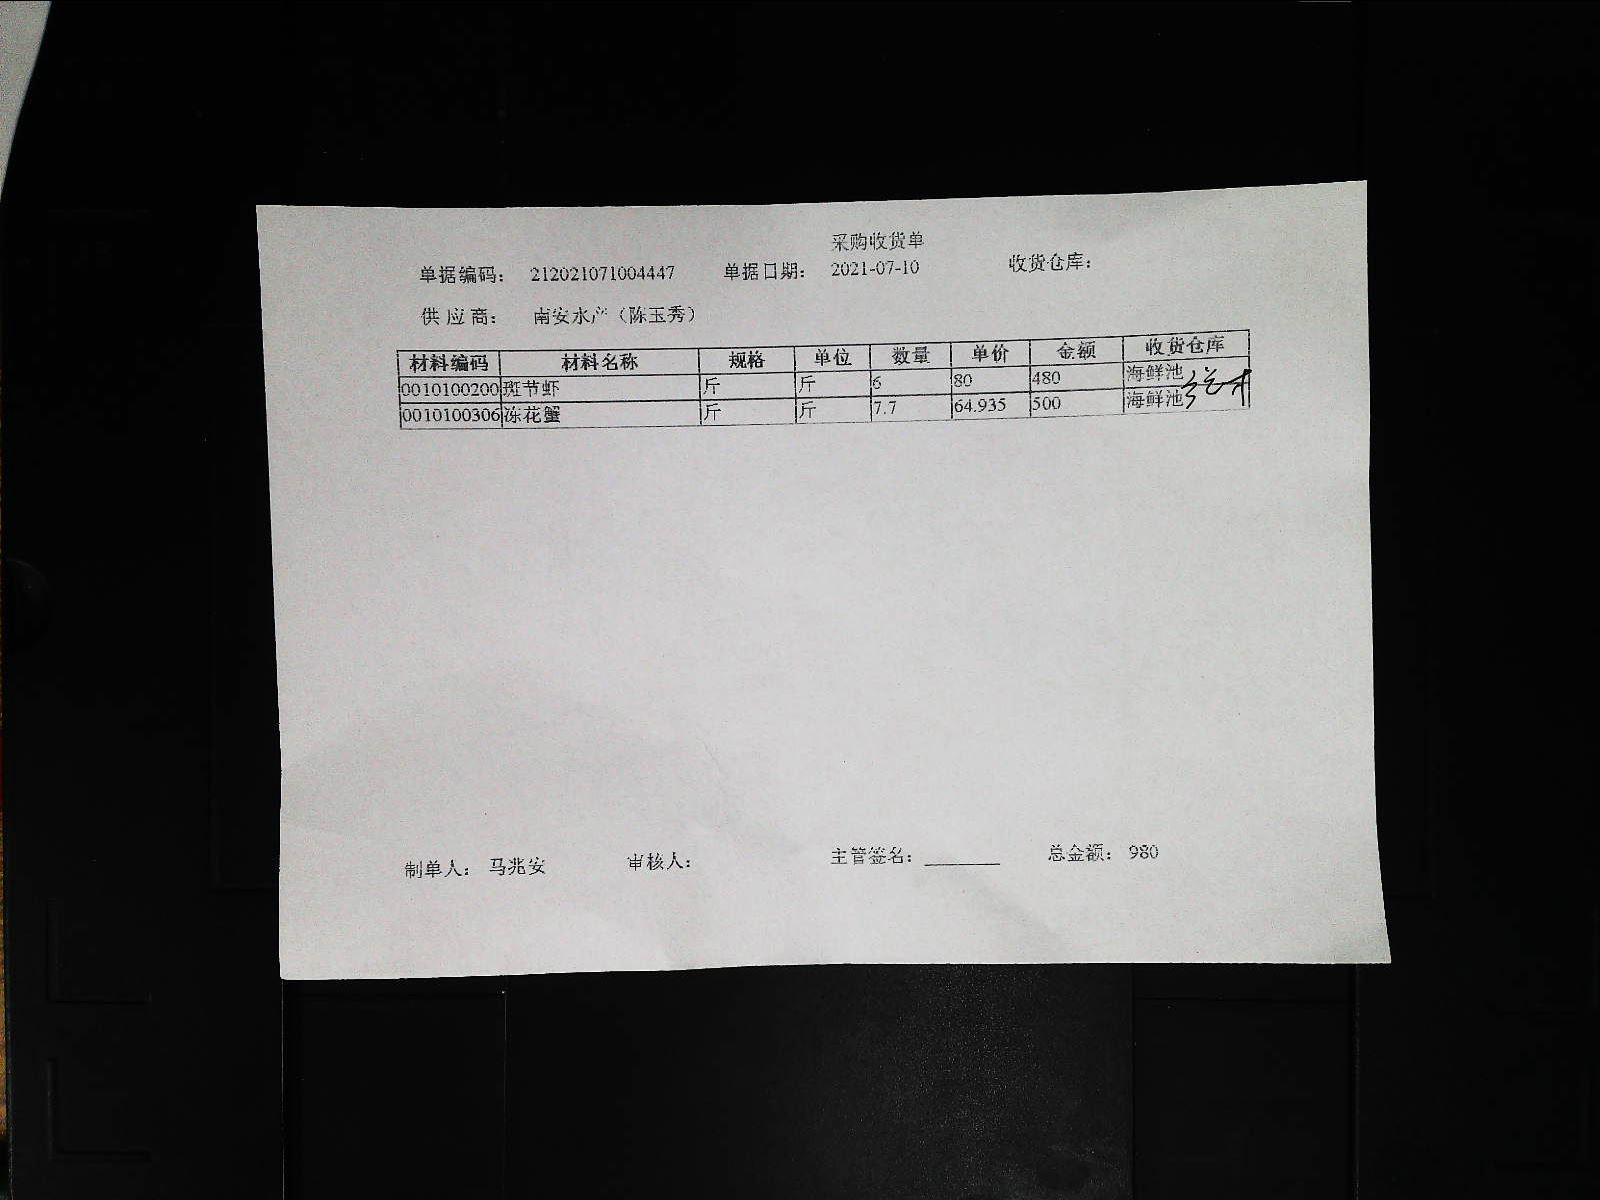 采购收货单
单据编码： 212021071004447 单据日期： 2021-07-10 收货仓库：
供应商： 南安水产（陈玉秀）
材料编码 材料名称 规格 单位 数量 单价 金额 收货仓库
0010100200 斑节虾 斤 斤 6 80 480 海鲜池
0010100306 冻花蟹 斤 斤 7.7 64.935 500 海鲜池
制单人： 马兆安 审核人： 主管签名： ________ 总金额： 980